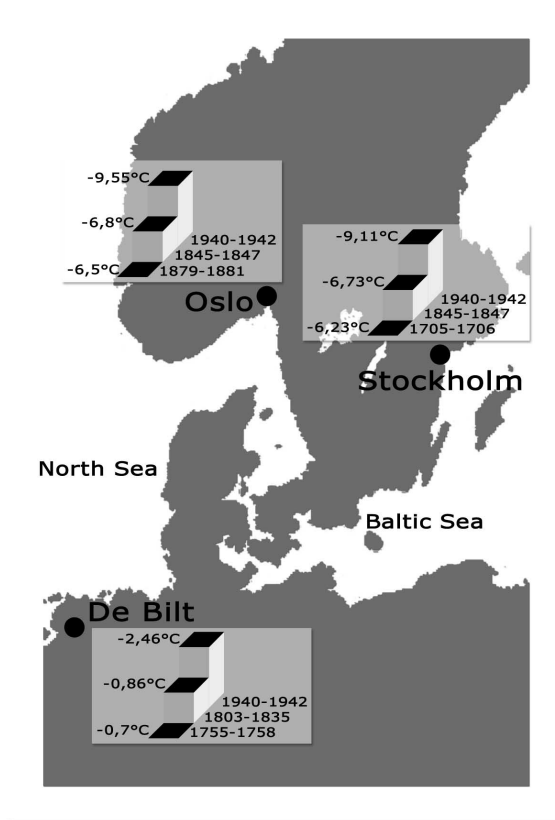 -9,55°C
-6,8°C
1940-1942
1845-1847
-6,5°C
1879-1881
Oslo
-9,11°C
-6,73°C
1940-1942
1845-1847
-6,23°C
1705-1706
Stockholm
North Sea
Baltic Sea
De Bilt
-2,46°C
-0,86°C
1940-1942
1803-1835
-0,7°C
1755-1758